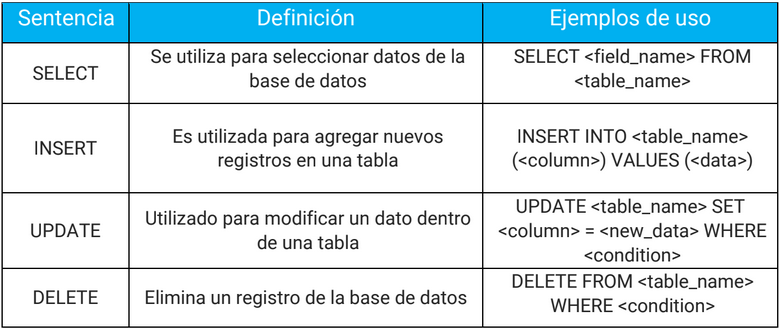 Sentencia
Definición
Ejemplos de uso
SELECT
Se utiliza para seleccionar datos de la
base de datos
SELECT <field_name> FROM
<table_name>
INSERT
Es utilizada para agregar nuevos
registros en una tabla
INSERT INTO <table_name>
(<column>) VALUES (<data>)
UPDATE
Utilizado para modificar un dato dentro
de una tabla
UPDATE <table_name> SET
<column> = <new_data> WHERE
<condition>
DELETE
Elimina un registro de la base de datos
DELETE FROM <table_name>
WHERE <condition>